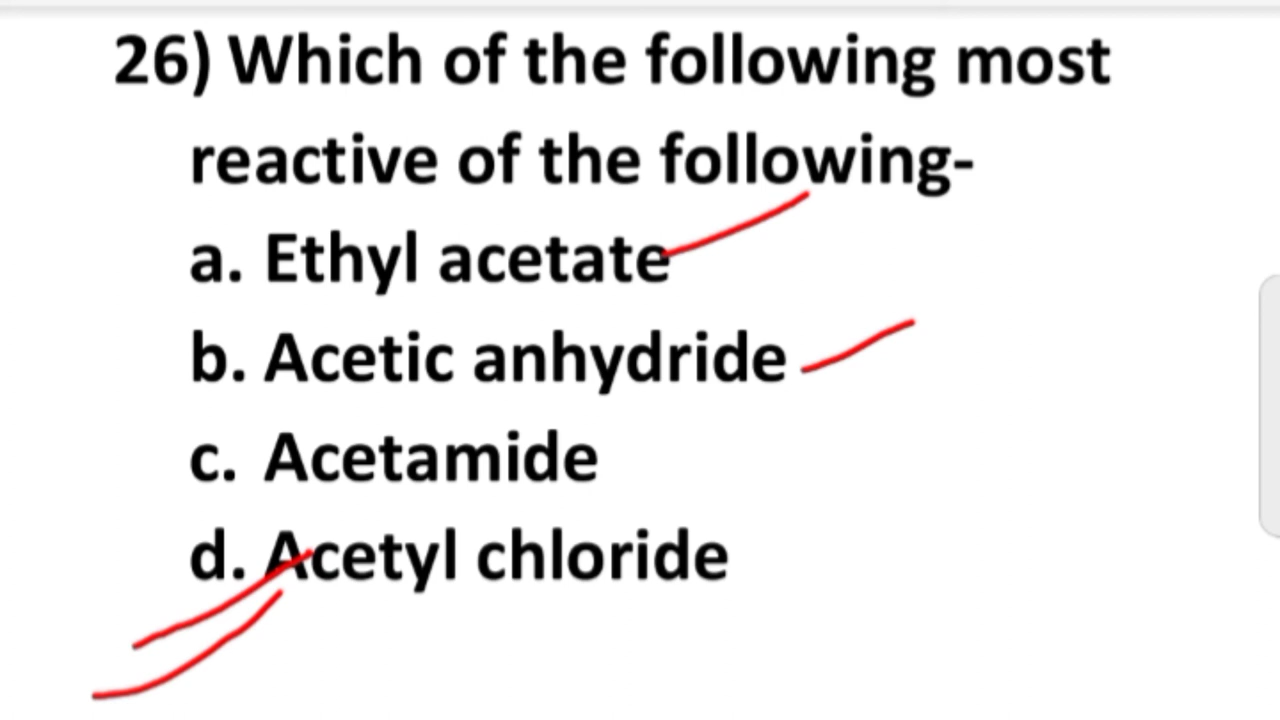 26) Which of the following most
reactive of the following-
a. Ethyl acetate
b. Acetic anhydride
c. Acetamide
d. Acetyl chloride